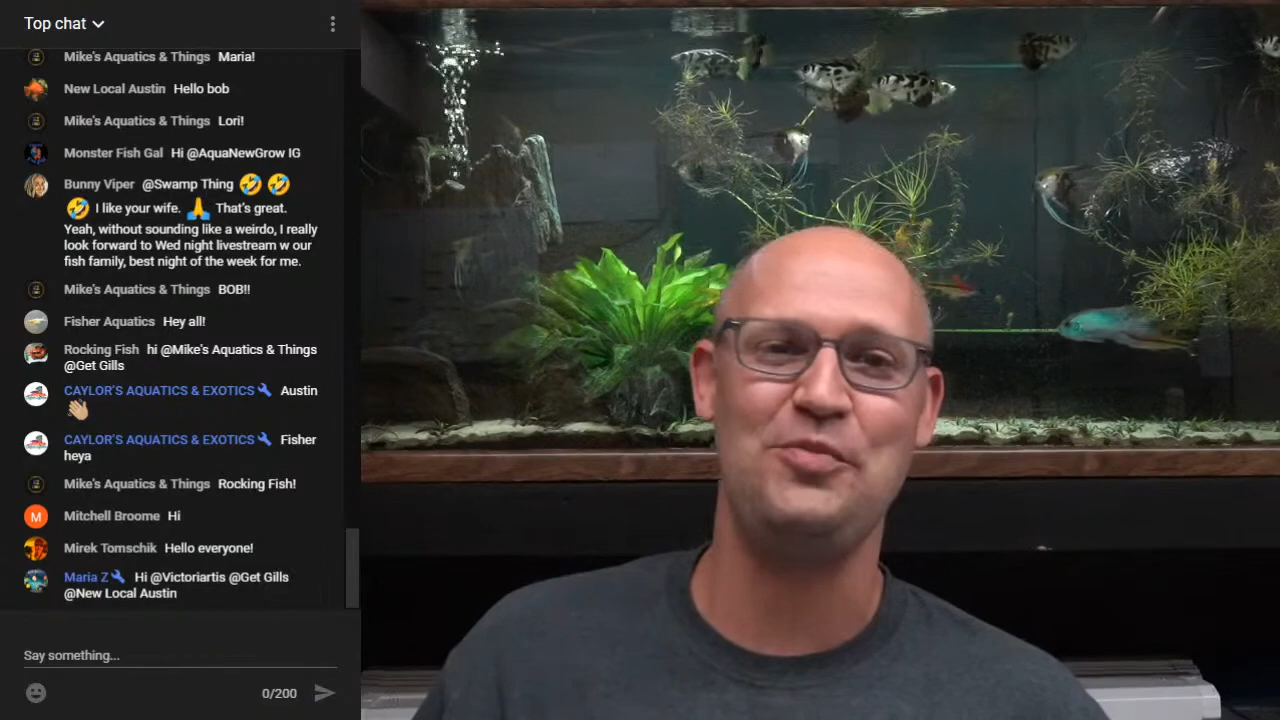 Top chat
Mike's Aquatics & Things Maria!
New Local Austin Hello bob
Mike's Aquatics & Things Lori!
Monster Fish Gal Hi @AquaNewGrow IG
Bunny Viper @Swamp Thing 🤣 🤣
🤣 I like your wife. 🙏 That's great.
Yeah, without sounding like a weirdo, I really
look forward to Wed night livestream w our
fish family, best night of the week for me.
Mike's Aquatics & Things BOB!!
Fisher Aquatics Hey all!
Rocking Fish hi @Mike's Aquatics & Things
@Get Gills
CAYLOR'S AQUATICS & EXOTICS Austin
👋🏼
CAYLOR'S AQUATICS & EXOTICS Fisher
heya
Mike's Aquatics & Things Rocking Fish!
M
Mitchell Broome Hi
Mirek Tomschik Hello everyone!
Maria Z Hi @Victoriartis @Get Gills
@New Local Austin
Say something...
0/200